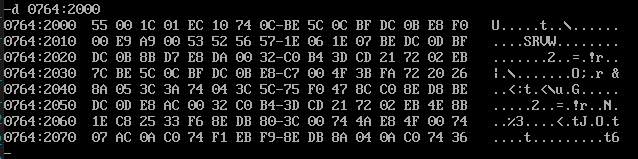 -d 0764:2000
0764:2000  55 00 1C 01 EC 10 74 0C-BE 5C 0C BF DC 0B E8 F0   U.....t..\......
0764:2010  00 E9 A9 00 53 52 56 57-1E 06 1E 07 BE DC 0D BF   ....SRVW........
0764:2020  DC 0B 8B D7 E8 DA 00 32-C0 B4 3D CD 21 72 02 EB   .......2..=.!r..
0764:2030  7C BE 5C 0C BF DC 0B E8-C7 00 4F 3B FA 72 20 26   |.\.......O;.r &
0764:2040  8A 05 3C 3A 74 04 3C 5C-75 F0 47 8C C0 8E D8 BE   ..<:t.<\u.G.....
0764:2050  DC 0D E8 AC 00 32 C0 B4-3D CD 21 72 02 EB 4E 8B   .....2..=.!r..N.
0764:2060  1E C8 25 33 F6 8E DB 80-3C 00 74 4A E8 4F 00 74   ..%3....<.tJ.O.t
0764:2070  07 AC 0A C0 74 F1 EB F9-8E DB 8A 04 0A C0 74 36   ....t.........t6
-